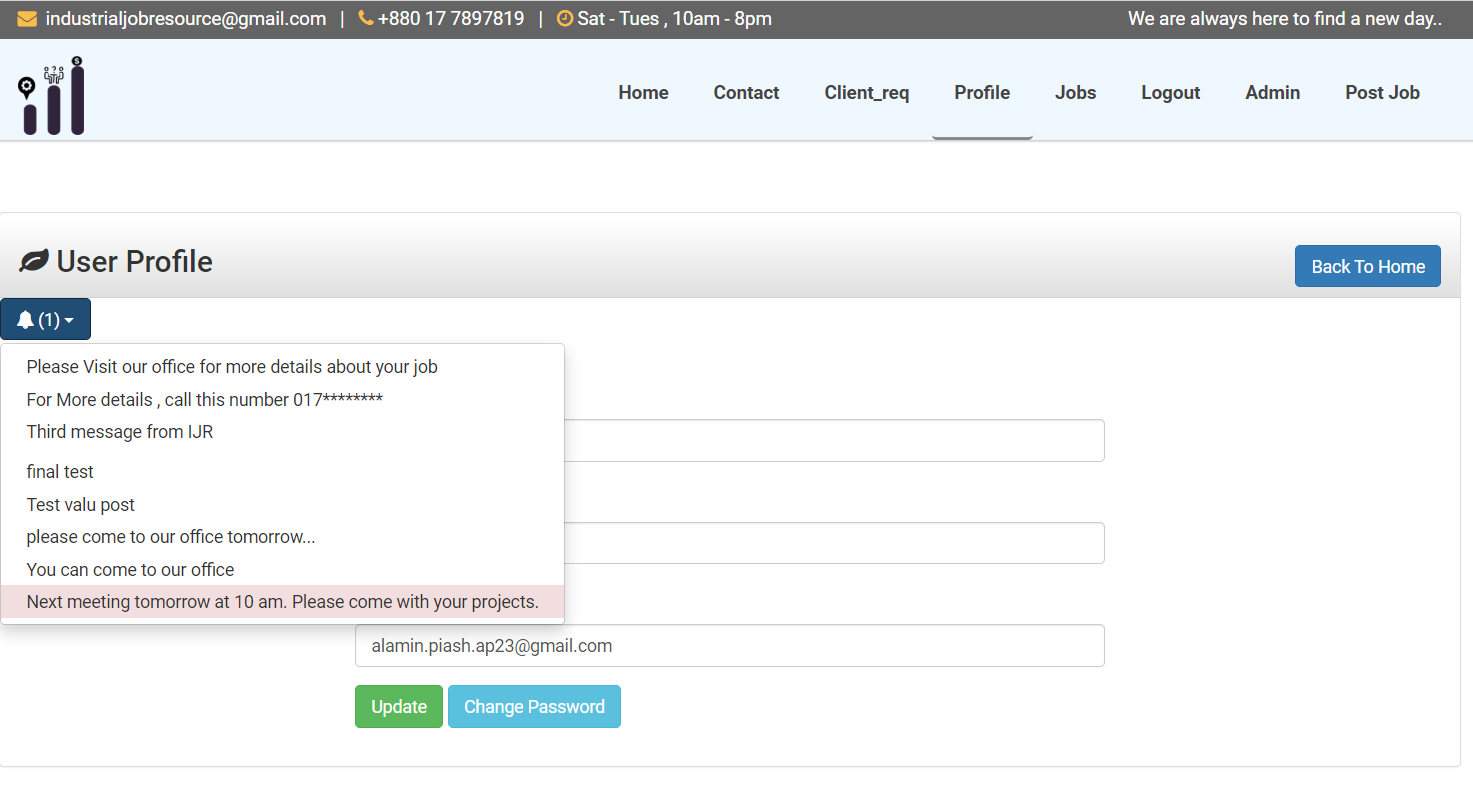 industrialjobresource@gmail.com | +880 17 7897819 | Sat - Tues , 10am - 8pm We are always here to find a new day..
Home Contact Client_req Profile Jobs Logout Admin Post Job
User Profile
Back To Home
(1)
Please Visit our office for more details about your job
For More details , call this number 017********
Third message from IJR
final test
Test valu post
please come to our office tomorrow...
You can come to our office
Next meeting tomorrow at 10 am. Please come with your projects.
alamin.piash.ap23@gmail.com
Update Change Password